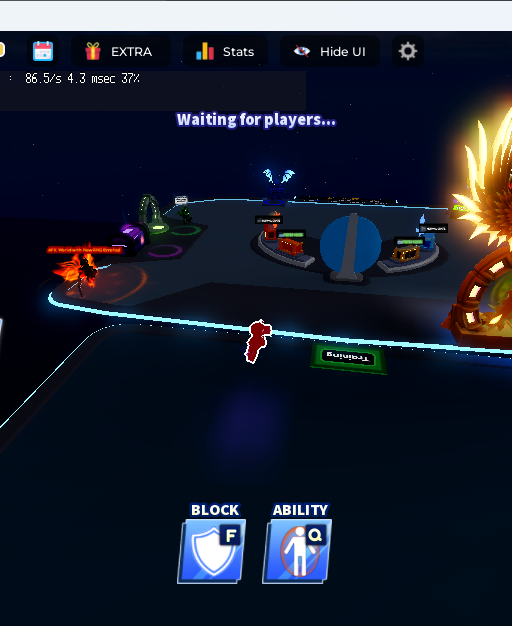 EXTRA
Stats
Hide UI
: 86.5/s 4.3 msec 37%
Waiting for players...
Training
BLOCK
ABILITY
F
Q